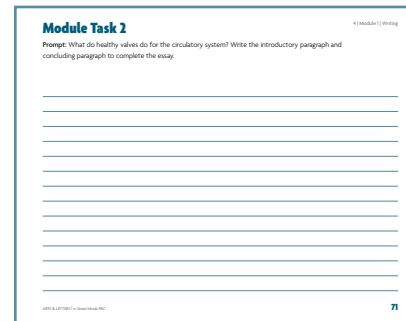 Module Task 2
4 | Module 1 | Writing
Prompt: What do healthy valves do for the circulatory system? Write the introductory paragraph and
concluding paragraph to complete the essay.
ARTS & LETTERS | © Great Minds PBC
71